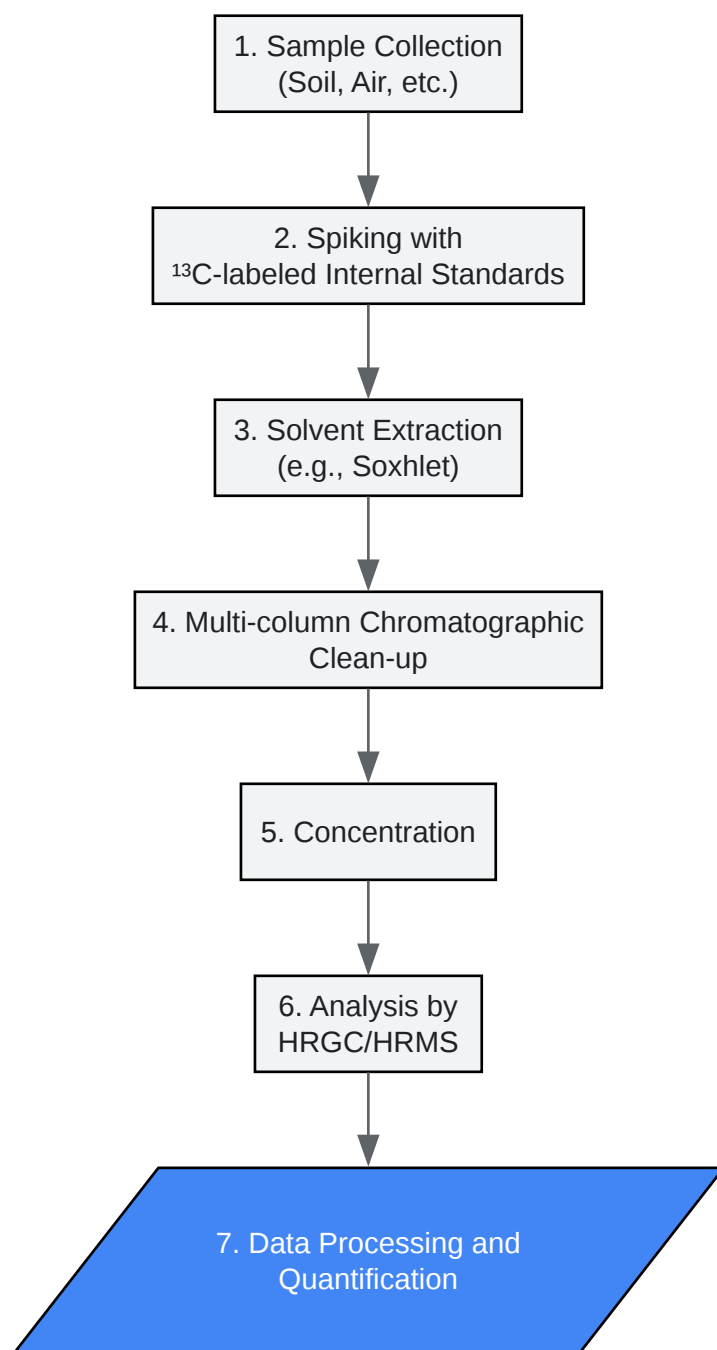 1. Sample Collection
(Soil, Air, etc.)
2. Spiking with
¹³C-labeled Internal Standards
3. Solvent Extraction
(e.g., Soxhlet)
4. Multi-column Chromatographic
Clean-up
5. Concentration
6. Analysis by
HRGC/HRMS
7. Data Processing and
Quantification